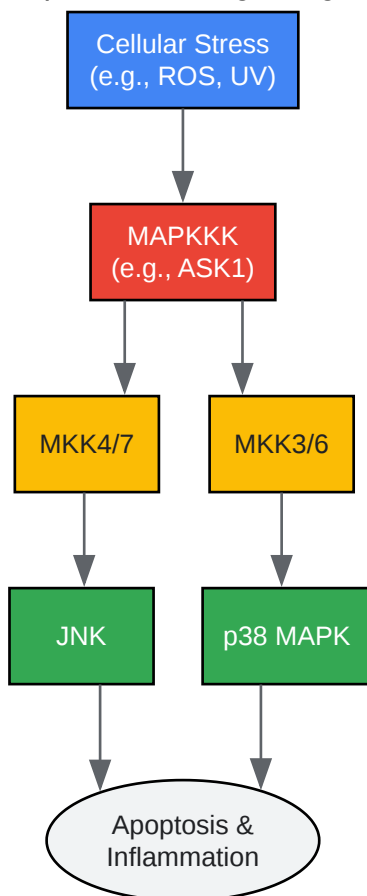 Cellular Stress
(e.g., ROS, UV)
MAPKKK
(e.g., ASK1)
MKK4/7
MKK3/6
JNK
p38 MAPK
Apoptosis &
Inflammation